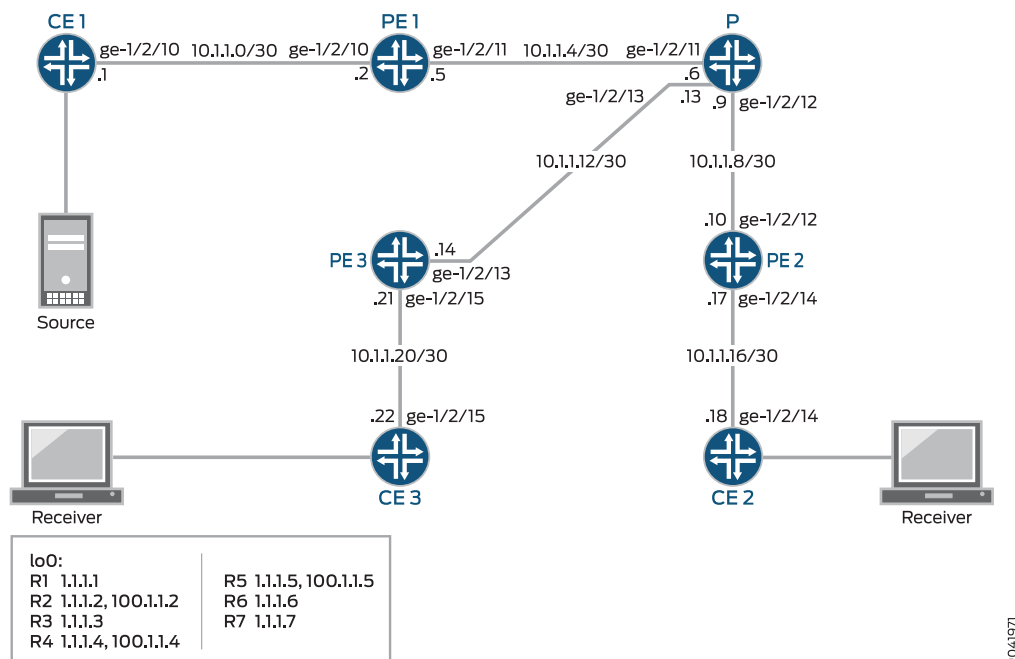 CE 1
PE 1
P
ge-1/2/10 10.1.1.0/30 ge-1/2/10
ge-1/2/11 10.1.1.4/30 ge-1/2/11
.1
.2
.5
.6
ge-1/2/13
.13
.9 ge-1/2/12
10.1.1.12/30
10.1.1.8/30
.10 ge-1/2/12
.14
PE 3
ge-1/2/13
PE 2
.21 ge-1/2/15
.17 ge-1/2/14
Source
10.1.1.20/30
10.1.1.16/30
.22 ge-1/2/15
.18 ge-1/2/14
CE 3
CE 2
Receiver
Receiver
lo0:
R1 1.1.1.1
R2 1.1.1.2, 100.1.1.2
R3 1.1.1.3
R4 1.1.1.4, 100.1.1.4
R5 1.1.1.5, 100.1.1.5
R6 1.1.1.6
R7 1.1.1.7